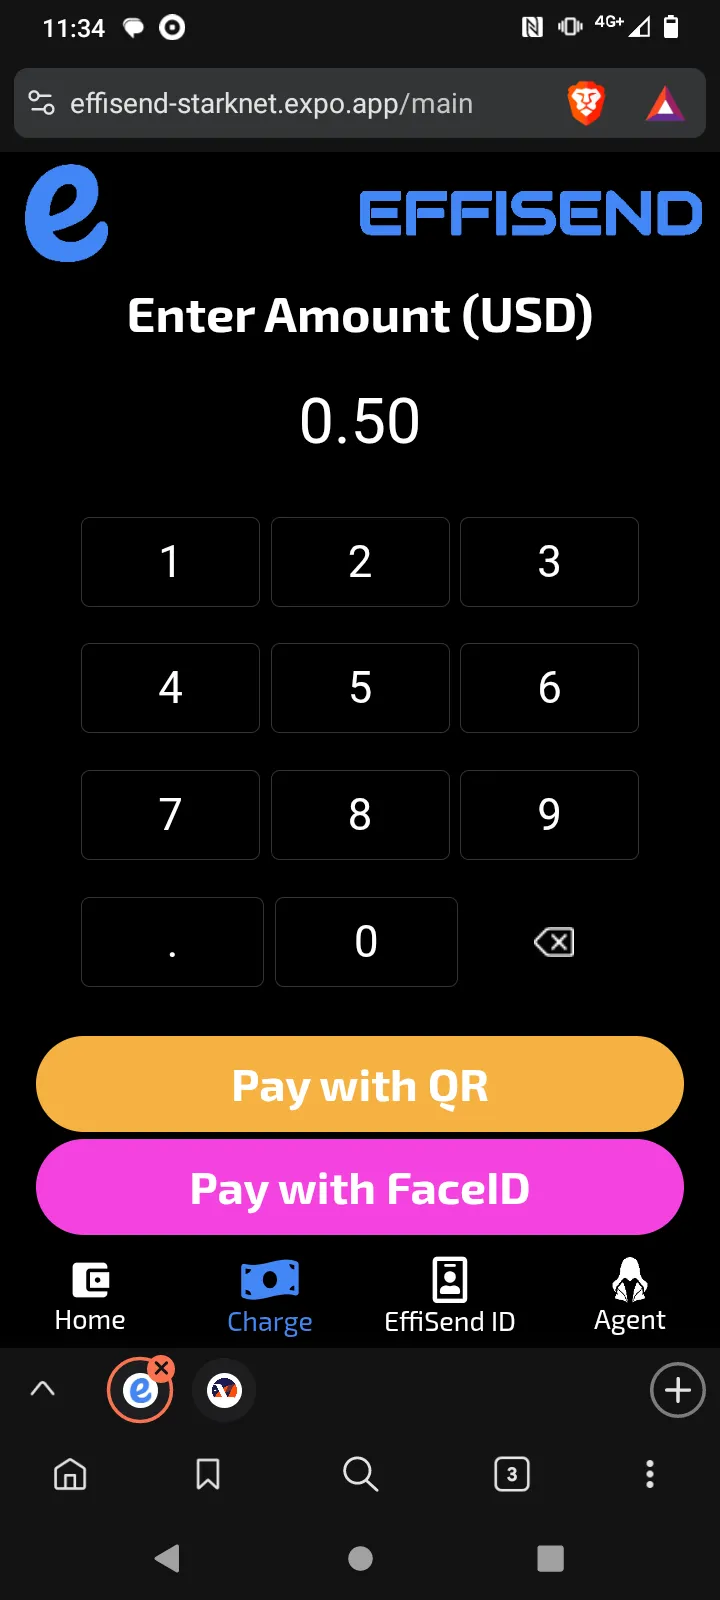 11:34
4G+
effisend-starknet.expo.app/main
e EFFISEND
Enter Amount (USD)
0.50
1 2 3
4 5 6
7 8 9
. 0
Pay with QR
Pay with FaceID
Home Charge EffiSend ID Agent
e
3